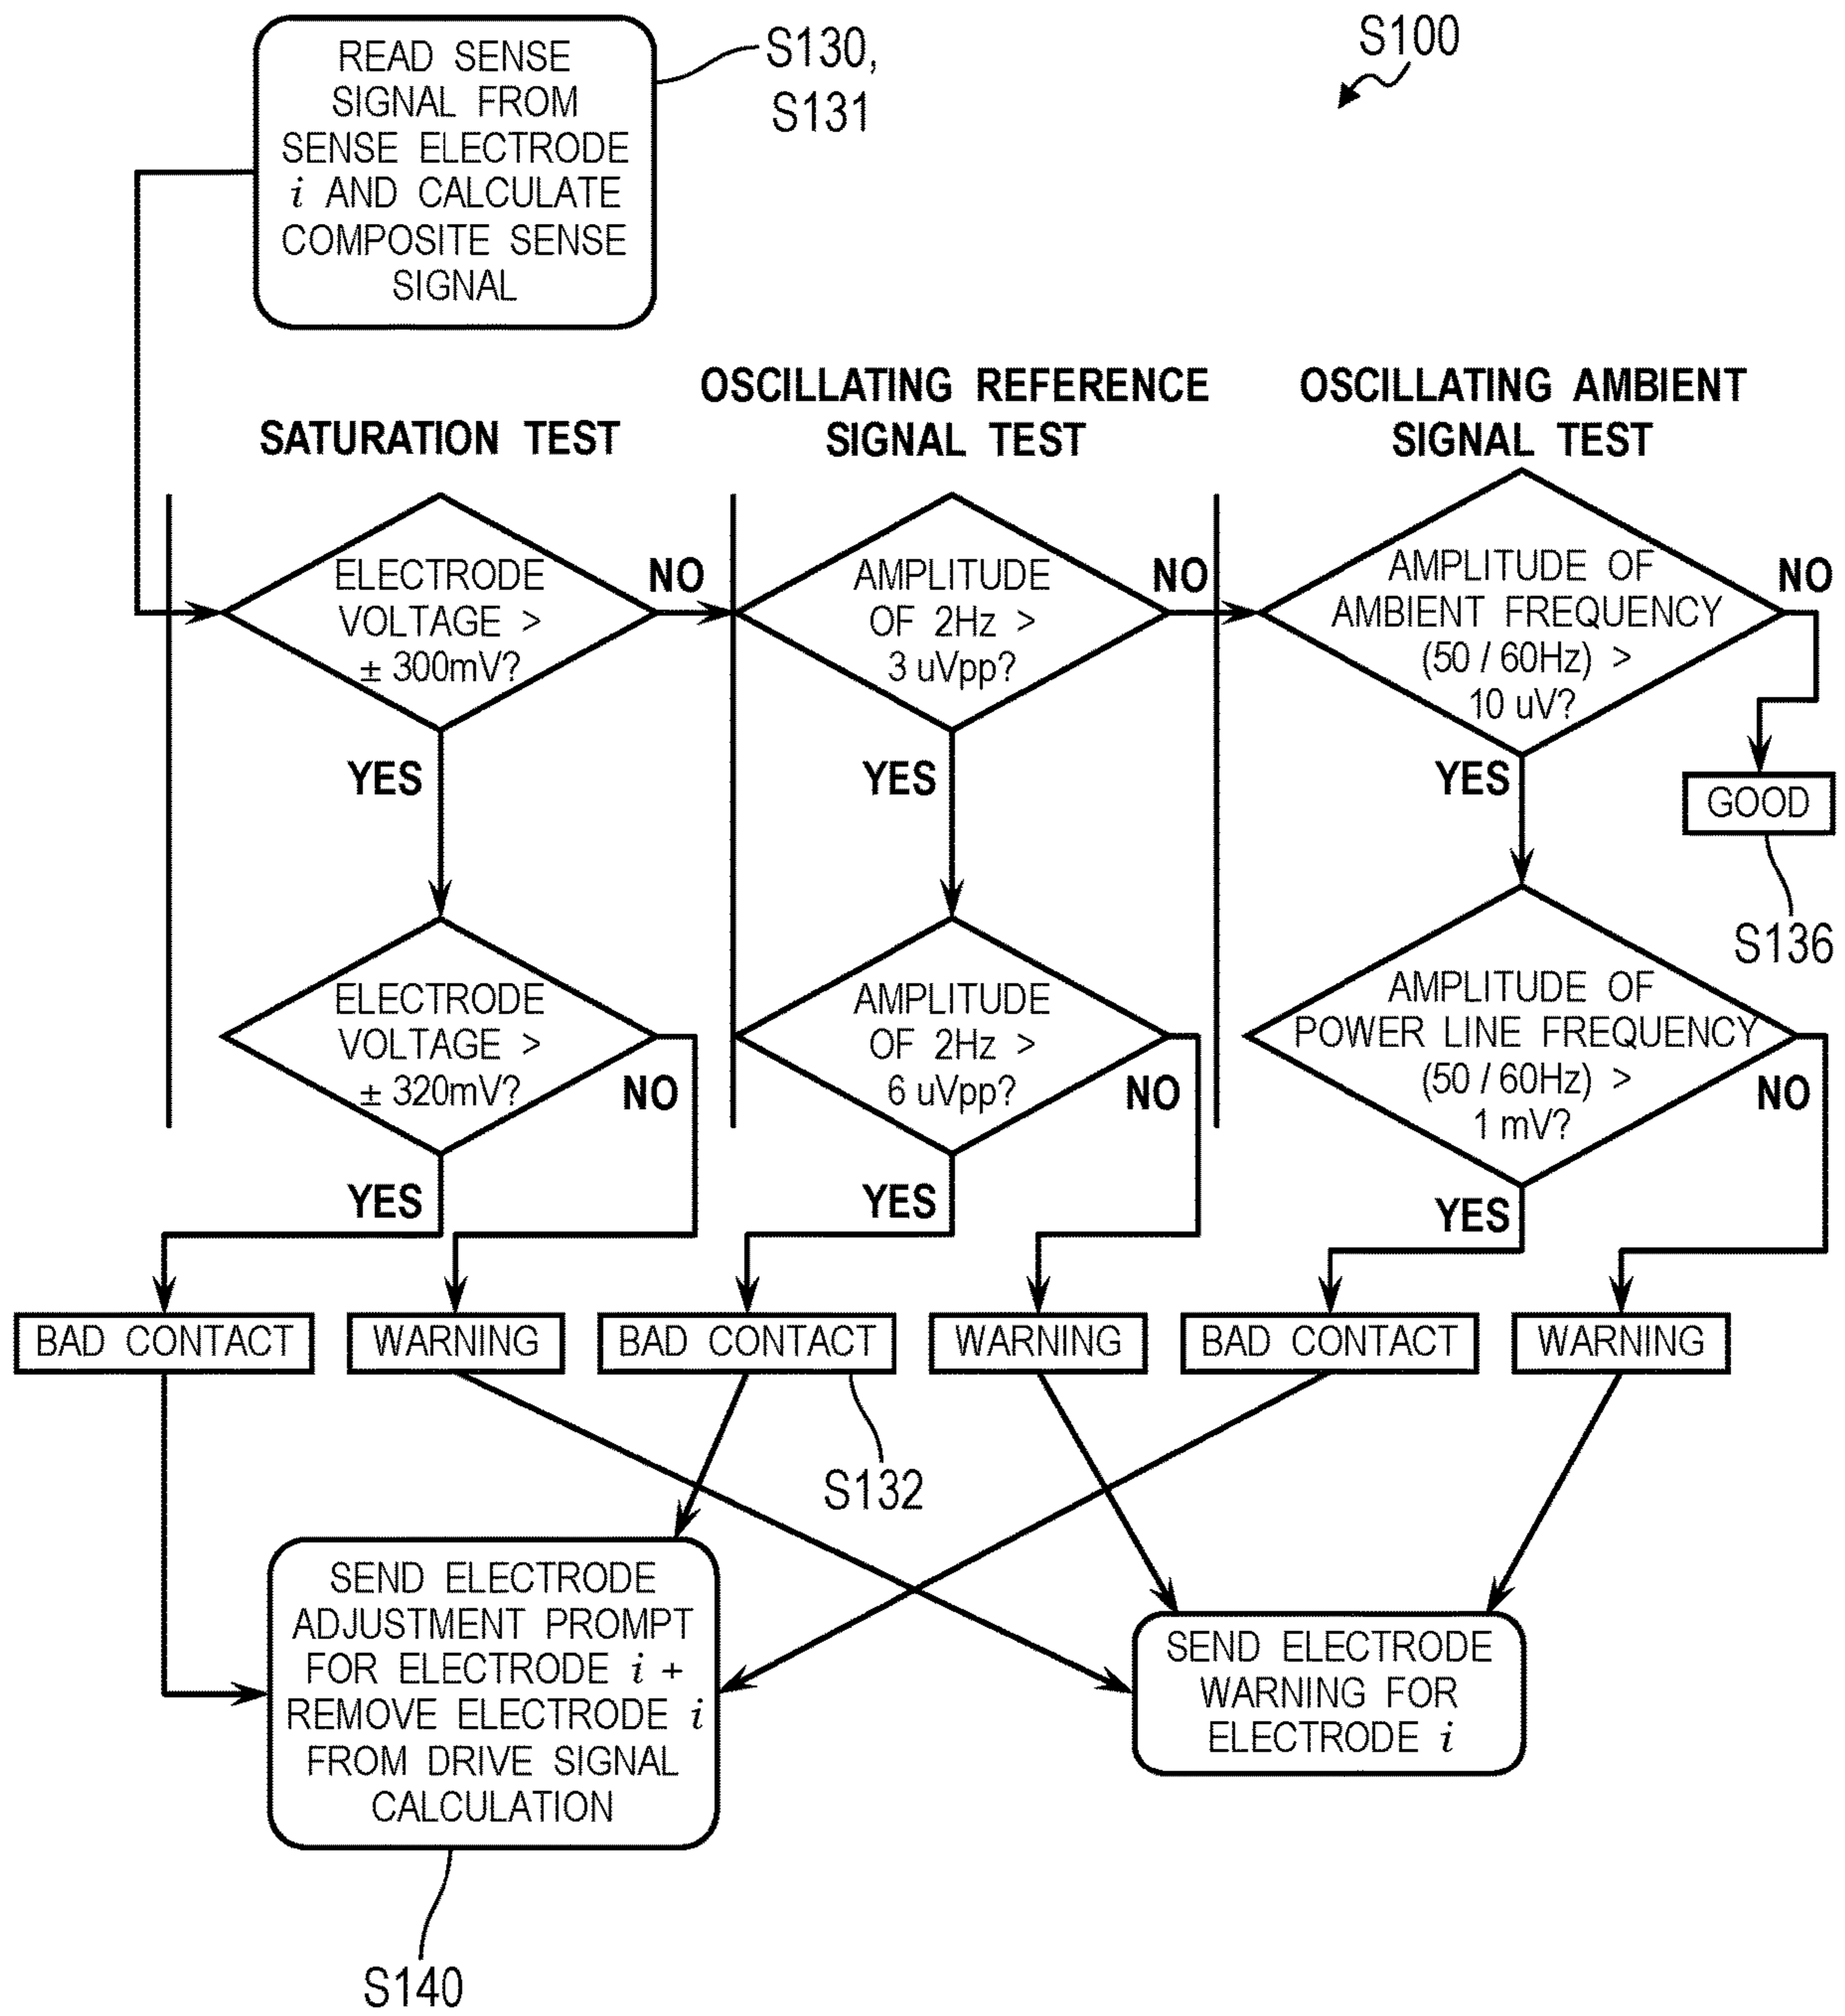 READ SENSE
SIGNAL FROM
SENSE ELECTRODE
i AND CALCULATE
COMPOSITE SENSE
SIGNAL
S130,
S131
S100
SATURATION TEST
OSCILLATING REFERENCE
SIGNAL TEST
OSCILLATING AMBIENT
SIGNAL TEST
ELECTRODE
VOLTAGE >
± 300mV?
NO
YES
AMPLITUDE
OF 2Hz >
3 uVpp?
NO
YES
AMPLITUDE OF
AMBIENT FREQUENCY
(50 / 60Hz) >
10 uV?
NO
YES
GOOD
S136
ELECTRODE
VOLTAGE >
± 320mV?
NO
YES
AMPLITUDE
OF 2Hz >
6 uVpp?
NO
YES
AMPLITUDE OF
POWER LINE FREQUENCY
(50 / 60Hz) >
1 mV?
NO
YES
BAD CONTACT
WARNING
BAD CONTACT
WARNING
BAD CONTACT
WARNING
S132
SEND ELECTRODE
ADJUSTMENT PROMPT
FOR ELECTRODE i +
REMOVE ELECTRODE i
FROM DRIVE SIGNAL
CALCULATION
SEND ELECTRODE
WARNING FOR
ELECTRODE i
S140